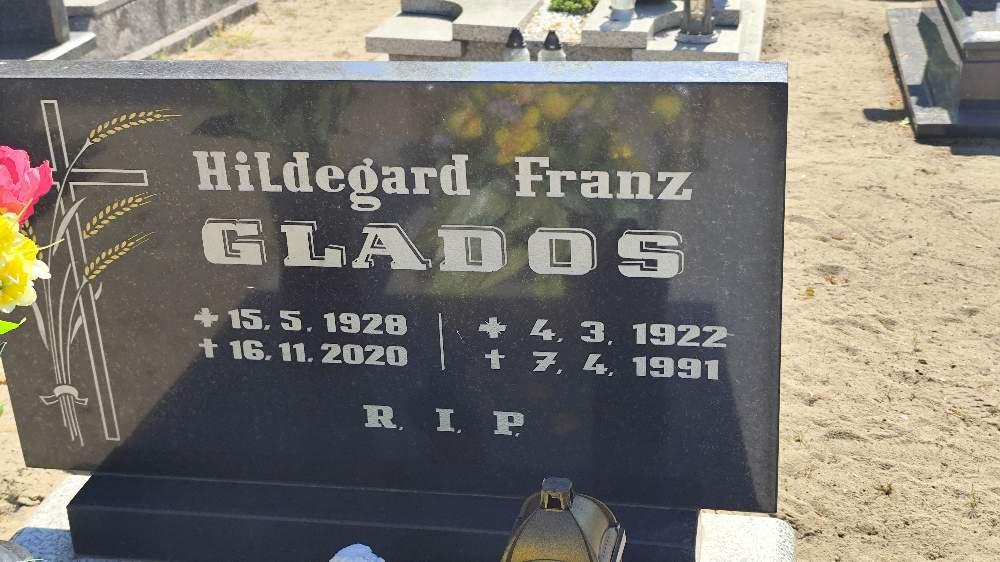 HiLdegard Franz
GLADOS
✚ 15. 5. 1928 ✚ 4. 3. 1922
✝ 16. 11. 2020 ✝ 7. 4. 1991
R. I. P.